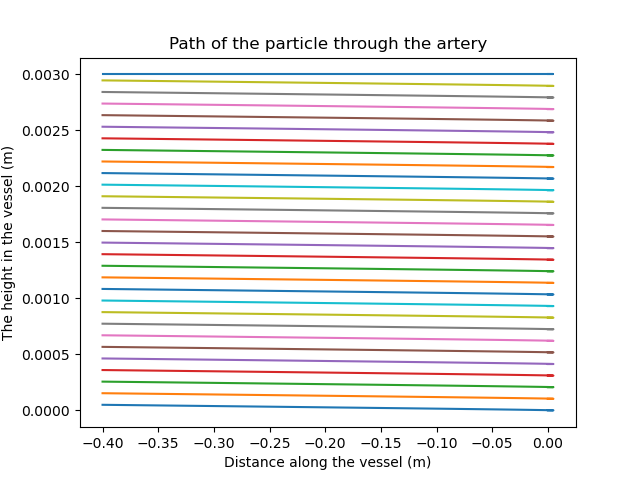 Path of the particle through the artery
The height in the vessel (m)
0.0030
0.0025
0.0020
0.0015
0.0010
0.0005
0.0000
−0.40 −0.35 −0.30 −0.25 −0.20 −0.15 −0.10 −0.05 0.00
Distance along the vessel (m)